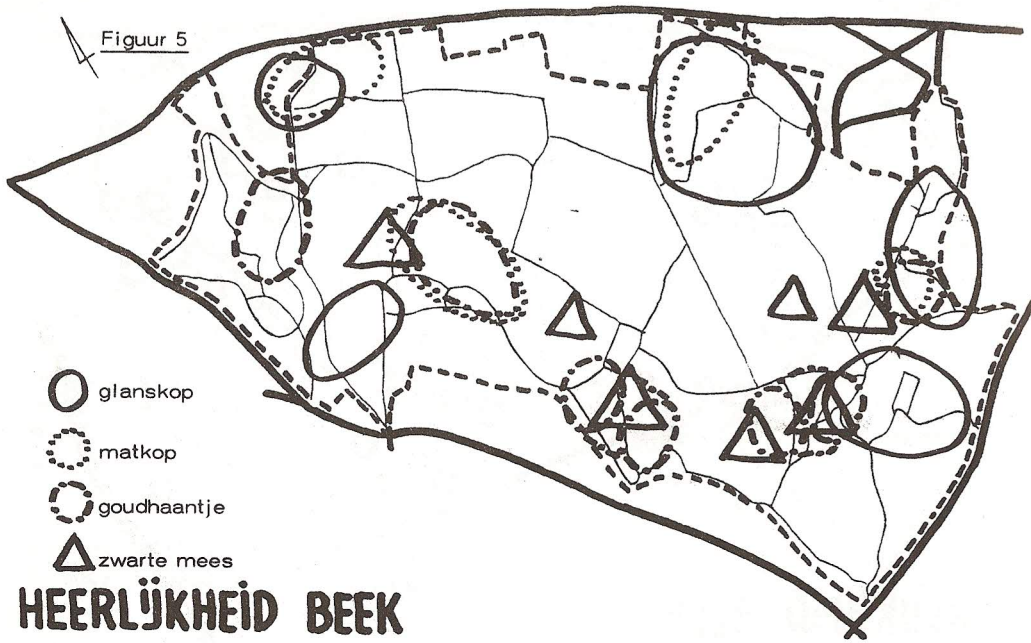 Figuur 5
glanskop
matkop
goudhaantje
zwarte mees
HEERLIJKHEID BEEK